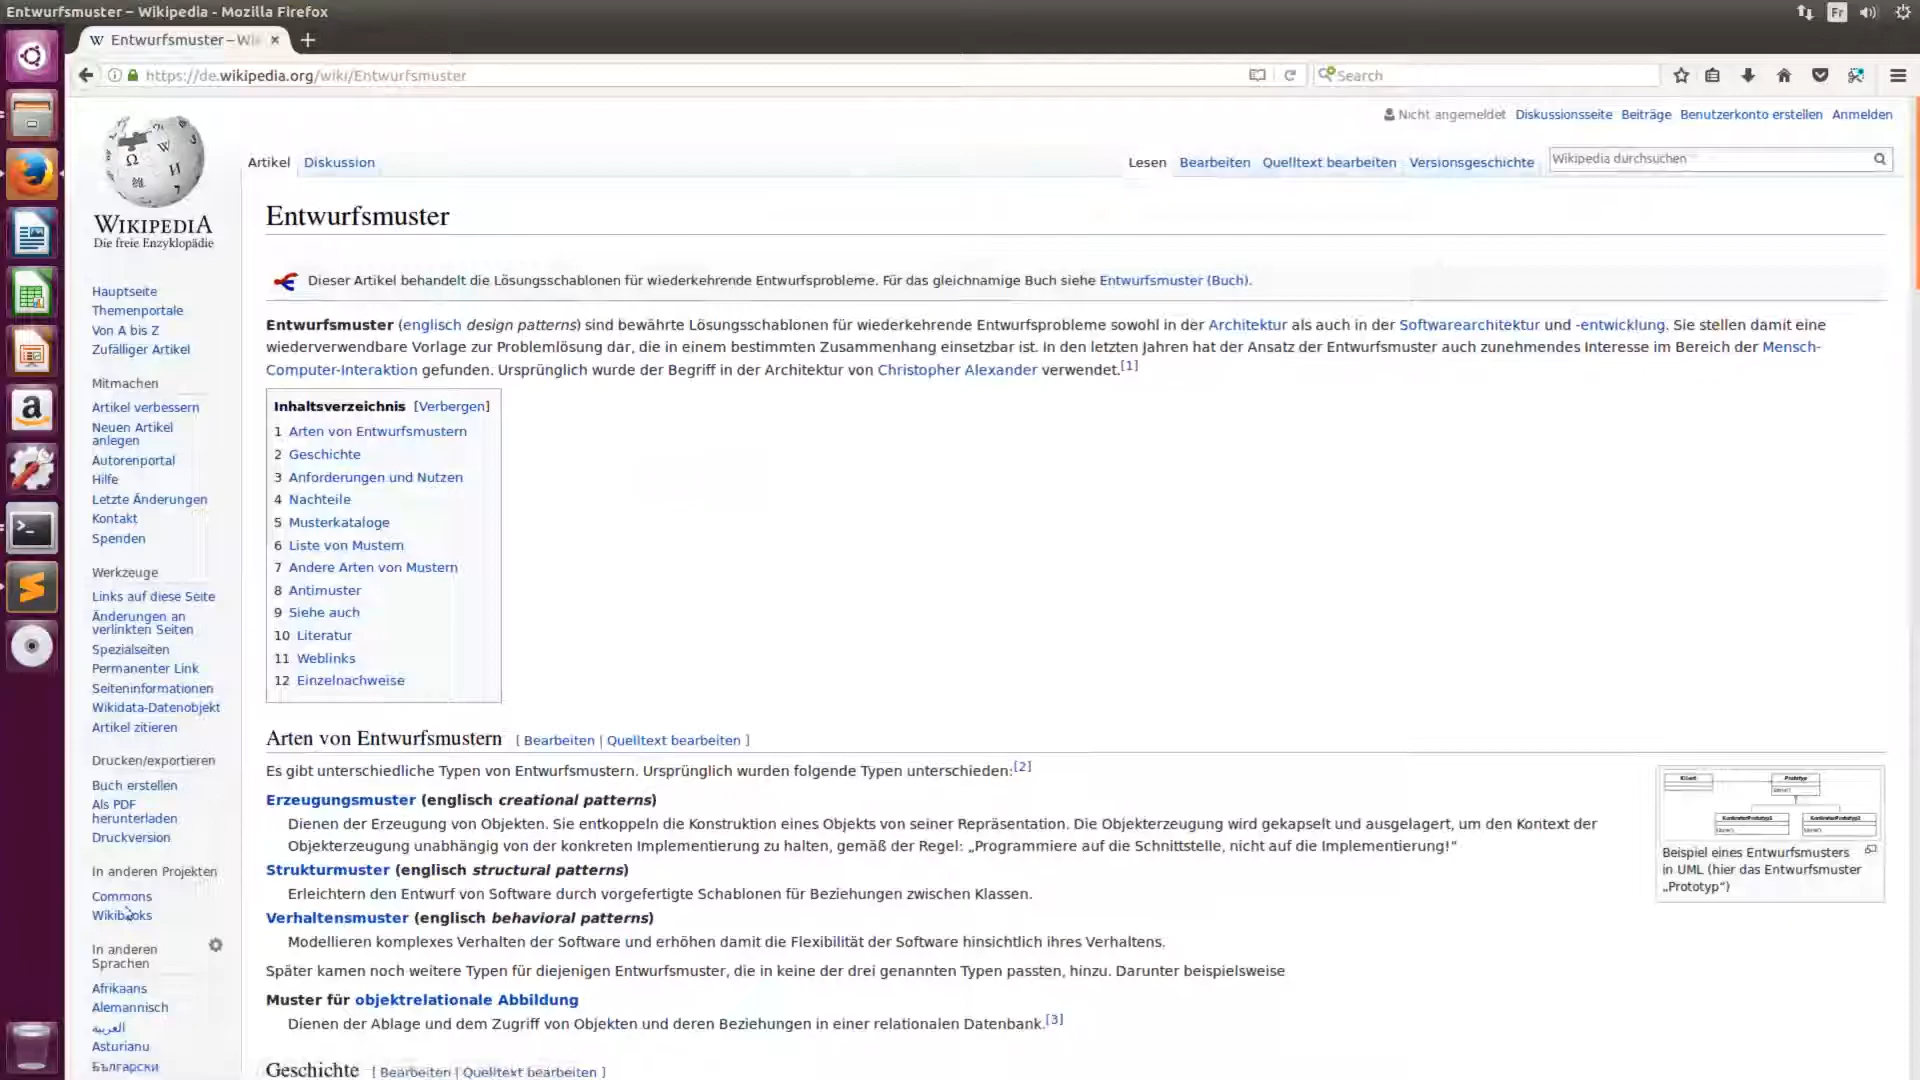 Entwurfsmuster – Wikipedia - Mozilla Firefox
Fr
W Entwurfsmuster – Wi
https://de.wikipedia.org/wiki/Entwurfsmuster
Search
Nicht angemeldet Diskussionsseite Beiträge Benutzerkonto erstellen Anmelden
Artikel Diskussion
Lesen Bearbeiten Quelltext bearbeiten Versionsgeschichte
Wikipedia durchsuchen
WIKIPEDIA
Die freie Enzyklopädie
Hauptseite
Themenportale
Von A bis Z
Zufälliger Artikel
Mitmachen
Artikel verbessern
Neuen Artikel
anlegen
Autorenportal
Hilfe
Letzte Änderungen
Kontakt
Spenden
Werkzeuge
Links auf diese Seite
Änderungen an
verlinkten Seiten
Spezialseiten
Permanenter Link
Seiteninformationen
Wikidata-Datenobjekt
Artikel zitieren
Drucken/exportieren
Buch erstellen
Als PDF
herunterladen
Druckversion
In anderen Projekten
Commons
Wikibooks
In anderen
Sprachen
Afrikaans
Alemannisch
العربية
Asturianu
Български
Entwurfsmuster
Dieser Artikel behandelt die Lösungsschablonen für wiederkehrende Entwurfsprobleme. Für das gleichnamige Buch siehe Entwurfsmuster (Buch).
Entwurfsmuster (englisch design patterns) sind bewährte Lösungsschablonen für wiederkehrende Entwurfsprobleme sowohl in der Architektur als auch in der Softwarearchitektur und -entwicklung. Sie stellen damit eine
wiederverwendbare Vorlage zur Problemlösung dar, die in einem bestimmten Zusammenhang einsetzbar ist. In den letzten Jahren hat der Ansatz der Entwurfsmuster auch zunehmendes Interesse im Bereich der Mensch-
Computer-Interaktion gefunden. Ursprünglich wurde der Begriff in der Architektur von Christopher Alexander verwendet.[1]
Inhaltsverzeichnis [Verbergen]
1 Arten von Entwurfsmustern
2 Geschichte
3 Anforderungen und Nutzen
4 Nachteile
5 Musterkataloge
6 Liste von Mustern
7 Andere Arten von Mustern
8 Antimuster
9 Siehe auch
10 Literatur
11 Weblinks
12 Einzelnachweise
Arten von Entwurfsmustern [ Bearbeiten | Quelltext bearbeiten ]
Es gibt unterschiedliche Typen von Entwurfsmustern. Ursprünglich wurden folgende Typen unterschieden:[2]
Erzeugungsmuster (englisch creational patterns)
Dienen der Erzeugung von Objekten. Sie entkoppeln die Konstruktion eines Objekts von seiner Repräsentation. Die Objekterzeugung wird gekapselt und ausgelagert, um den Kontext der
Objekterzeugung unabhängig von der konkreten Implementierung zu halten, gemäß der Regel: „Programmiere auf die Schnittstelle, nicht auf die Implementierung!“
Strukturmuster (englisch structural patterns)
Erleichtern den Entwurf von Software durch vorgefertigte Schablonen für Beziehungen zwischen Klassen.
Verhaltensmuster (englisch behavioral patterns)
Modellieren komplexes Verhalten der Software und erhöhen damit die Flexibilität der Software hinsichtlich ihres Verhaltens.
Später kamen noch weitere Typen für diejenigen Entwurfsmuster, die in keine der drei genannten Typen passten, hinzu. Darunter beispielsweise
Muster für objektrelationale Abbildung
Dienen der Ablage und dem Zugriff von Objekten und deren Beziehungen in einer relationalen Datenbank.[3]
Geschichte [ Bearbeiten | Quelltext bearbeiten ]
Prototyp
Beispiel eines Entwurfsmusters
in UML (hier das Entwurfsmuster
„Prototyp“)